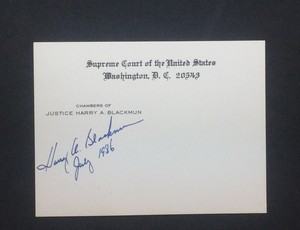 Supreme Court of the United States
Washington, D. C. 20543
CHAMBERS OF
JUSTICE HARRY A. BLACKMUN
Harry A. Blackmun
July 1986